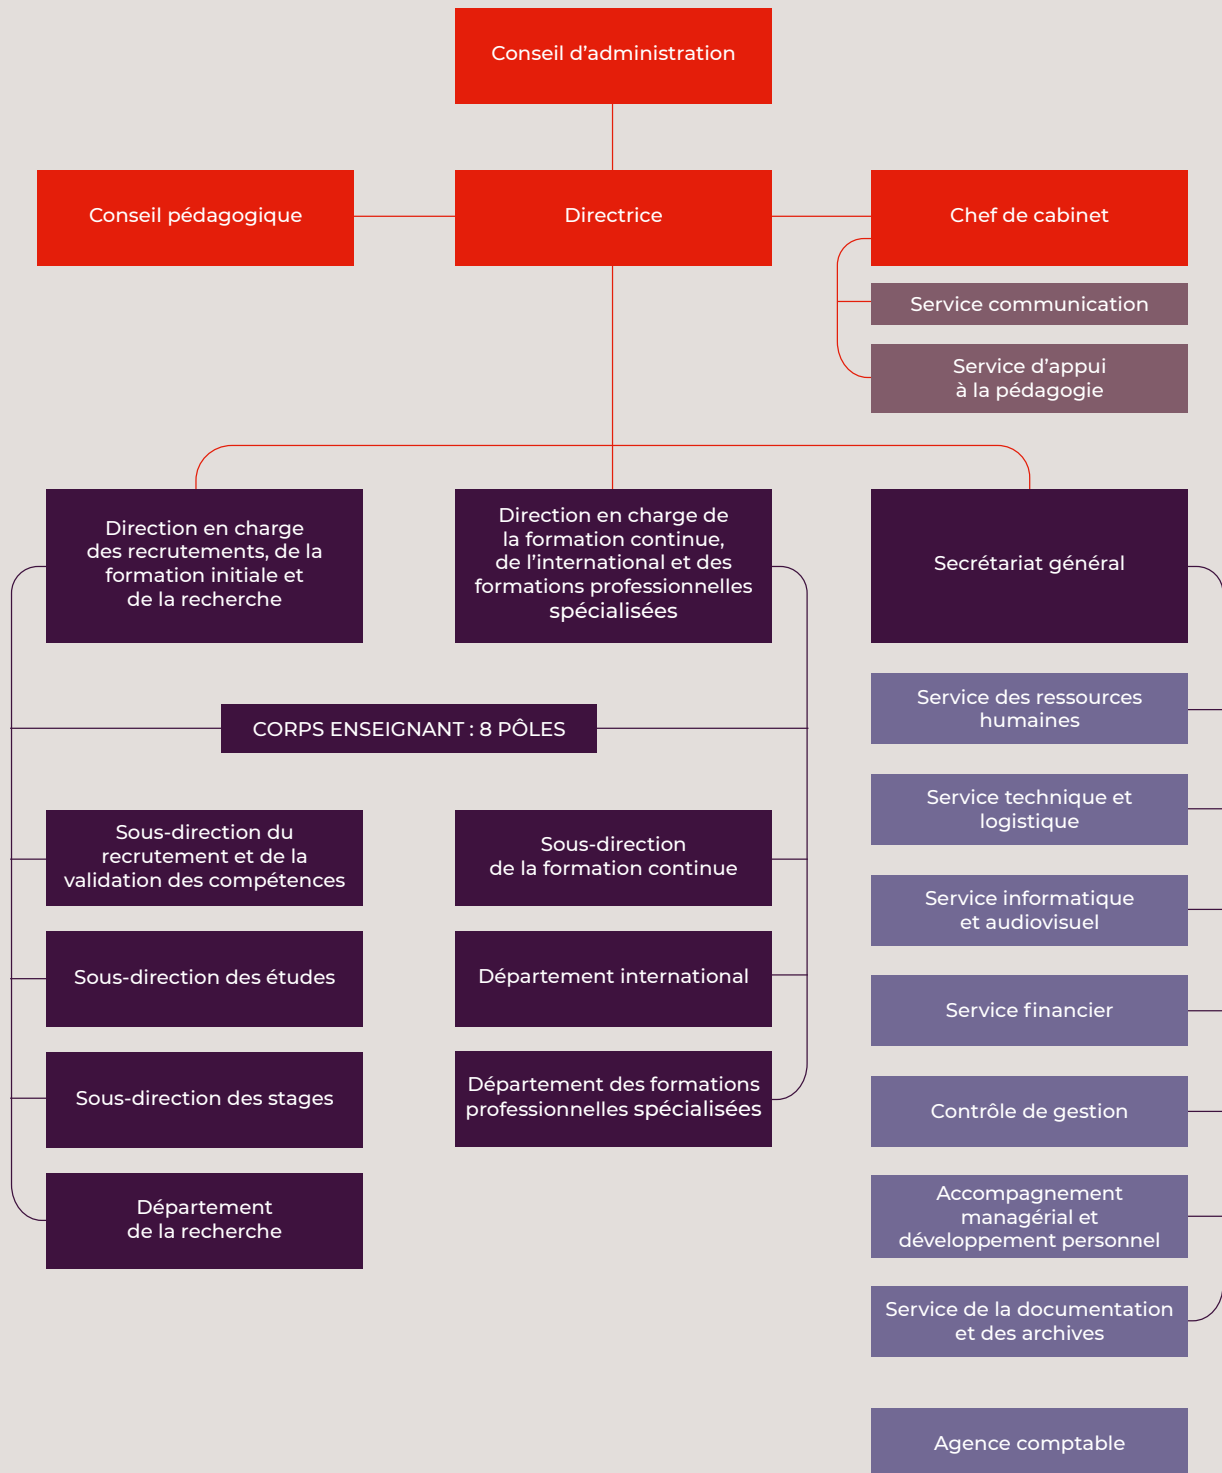 Conseil d’administration
Conseil pédagogique
Directrice
Chef de cabinet
Service communication
Service d’appui
à la pédagogie
Direction en charge
des recrutements, de la
formation initiale et
de la recherche
Direction en charge de
la formation continue,
de l’international et des
formations professionnelles
spécialisées
Secrétariat général
CORPS ENSEIGNANT : 8 PÔLES
Sous-direction du
recrutement et de la
validation des compétences
Sous-direction des études
Sous-direction des stages
Département
de la recherche
Sous-direction
de la formation continue
Département international
Département des formations
professionnelles spécialisées
Service des ressources
humaines
Service technique et
logistique
Service informatique
et audiovisuel
Service financier
Contrôle de gestion
Accompagnement
managérial et
développement personnel
Service de la documentation
et des archives
Agence comptable